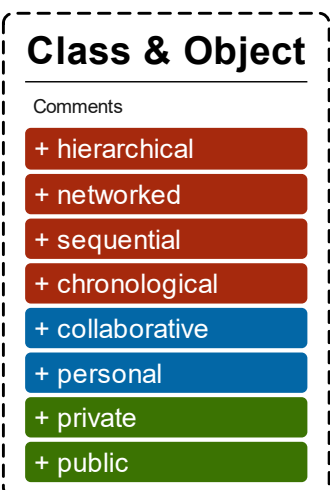 Class & Object
Comments
+ hierarchical
+ networked
+ sequential
+ chronological
+ collaborative
+ personal
+ private
+ public